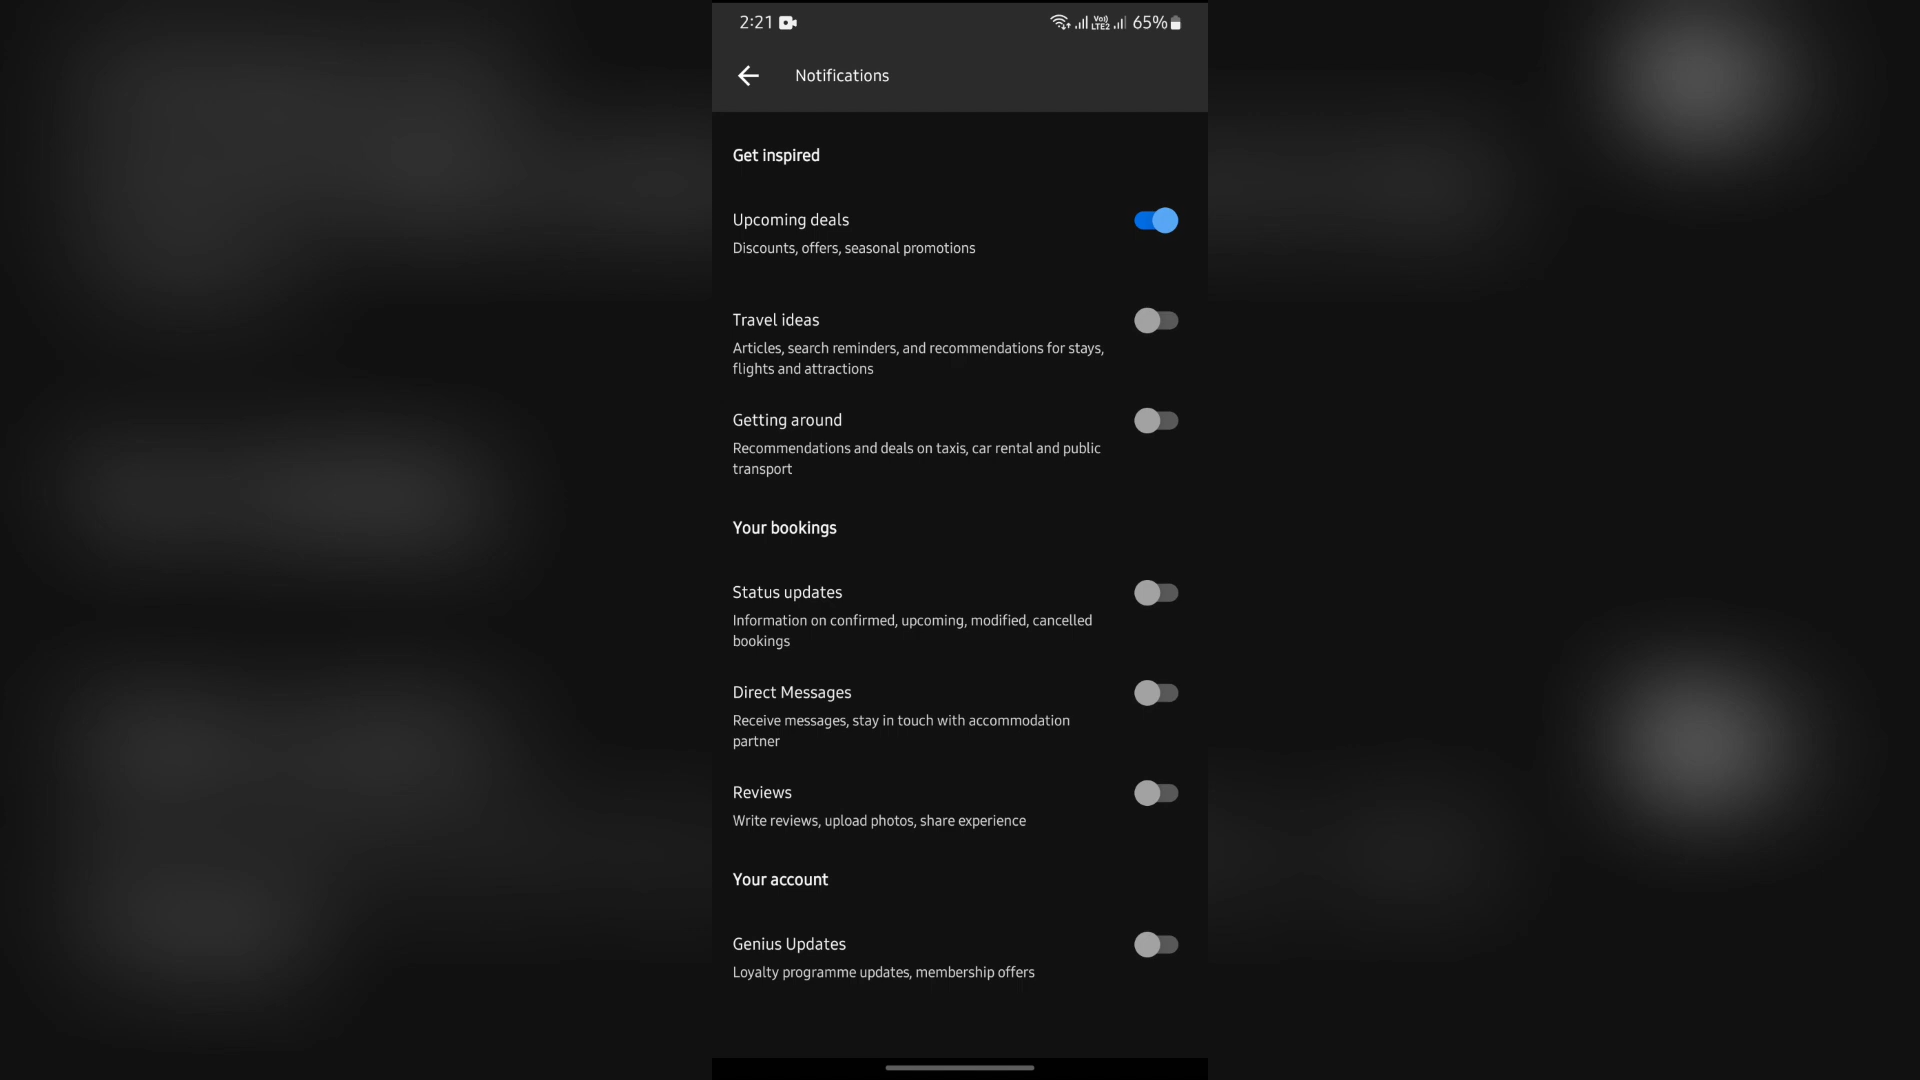 2:21
Vo) LTE2 65%
Notifications
Get inspired
Upcoming deals
Discounts, offers, seasonal promotions
Travel ideas
Articles, search reminders, and recommendations for stays,
flights and attractions
Getting around
Recommendations and deals on taxis, car rental and public
transport
Your bookings
Status updates
Information on confirmed, upcoming, modified, cancelled
bookings
Direct Messages
Receive messages, stay in touch with accommodation
partner
Reviews
Write reviews, upload photos, share experience
Your account
Genius Updates
Loyalty programme updates, membership offers